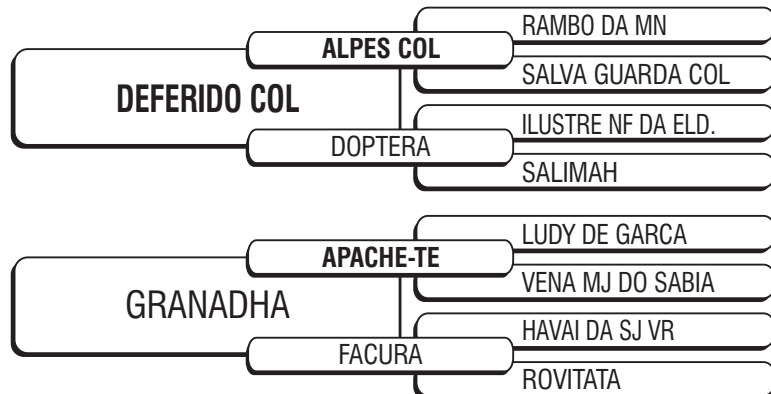 RAMBO DA MN
ALPES COL
SALVA GUARDA COL
DEFERIDO COL
ILUSTRE NF DA ELD.
DOPTERA
SALIMAH
LUDY DE GARCA
APACHE-TE
VENA MJ DO SABIA
GRANADHA
HAVAI DA SJ VR
FACURA
ROVITATA